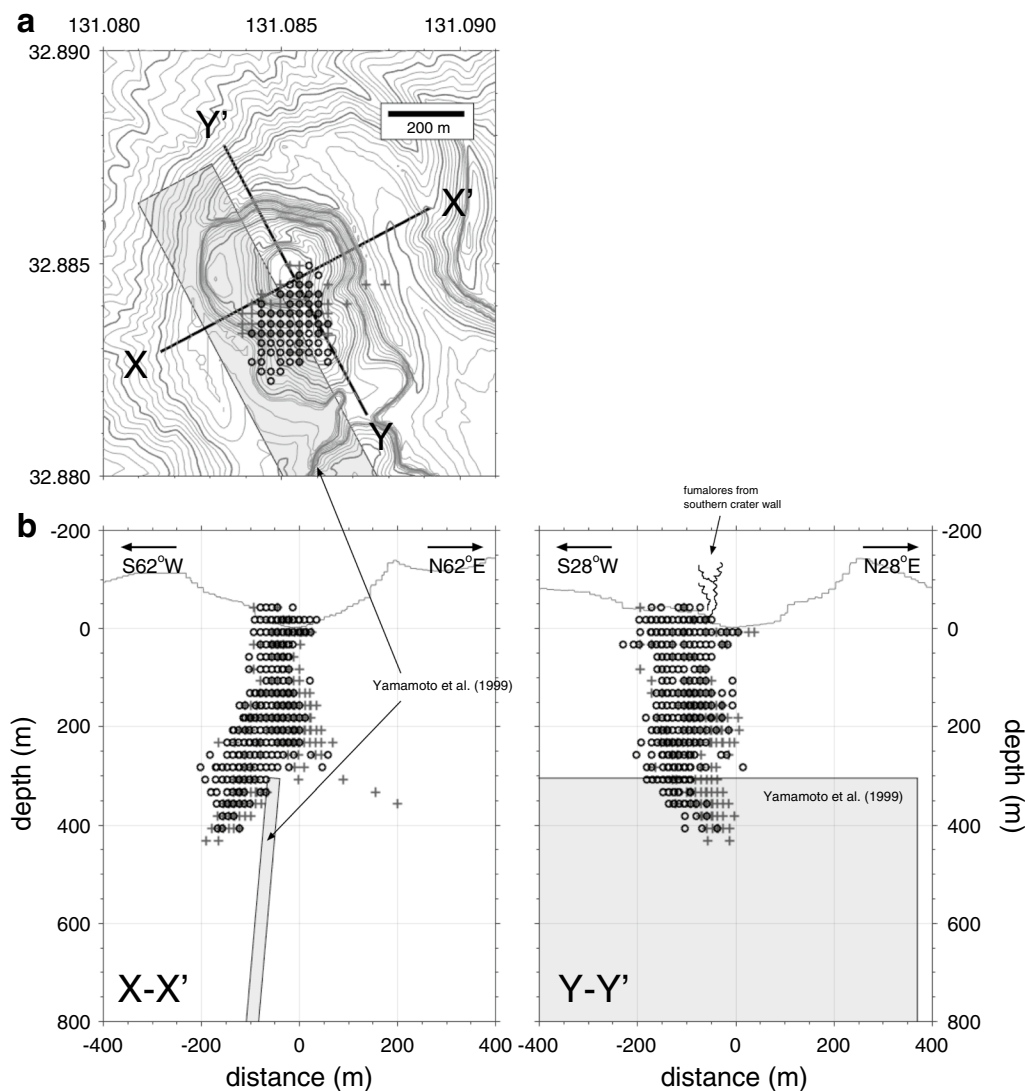 a
131.080 131.085 131.090
32.890
32.885
32.880
200 m
Y'
X'
X
Y
fumalores from
southern crater wall
b
-200
0
200
400
600
800
depth (m)
S62°W
N62°E
Yamamoto et al. (1999)
X-X'
-400 -200 0 200 400
distance (m)
S28°W
N28°E
Yamamoto et al. (1999)
Y-Y'
-400 -200 0 200 400
distance (m)
-200
0
200
400
600
800
depth (m)